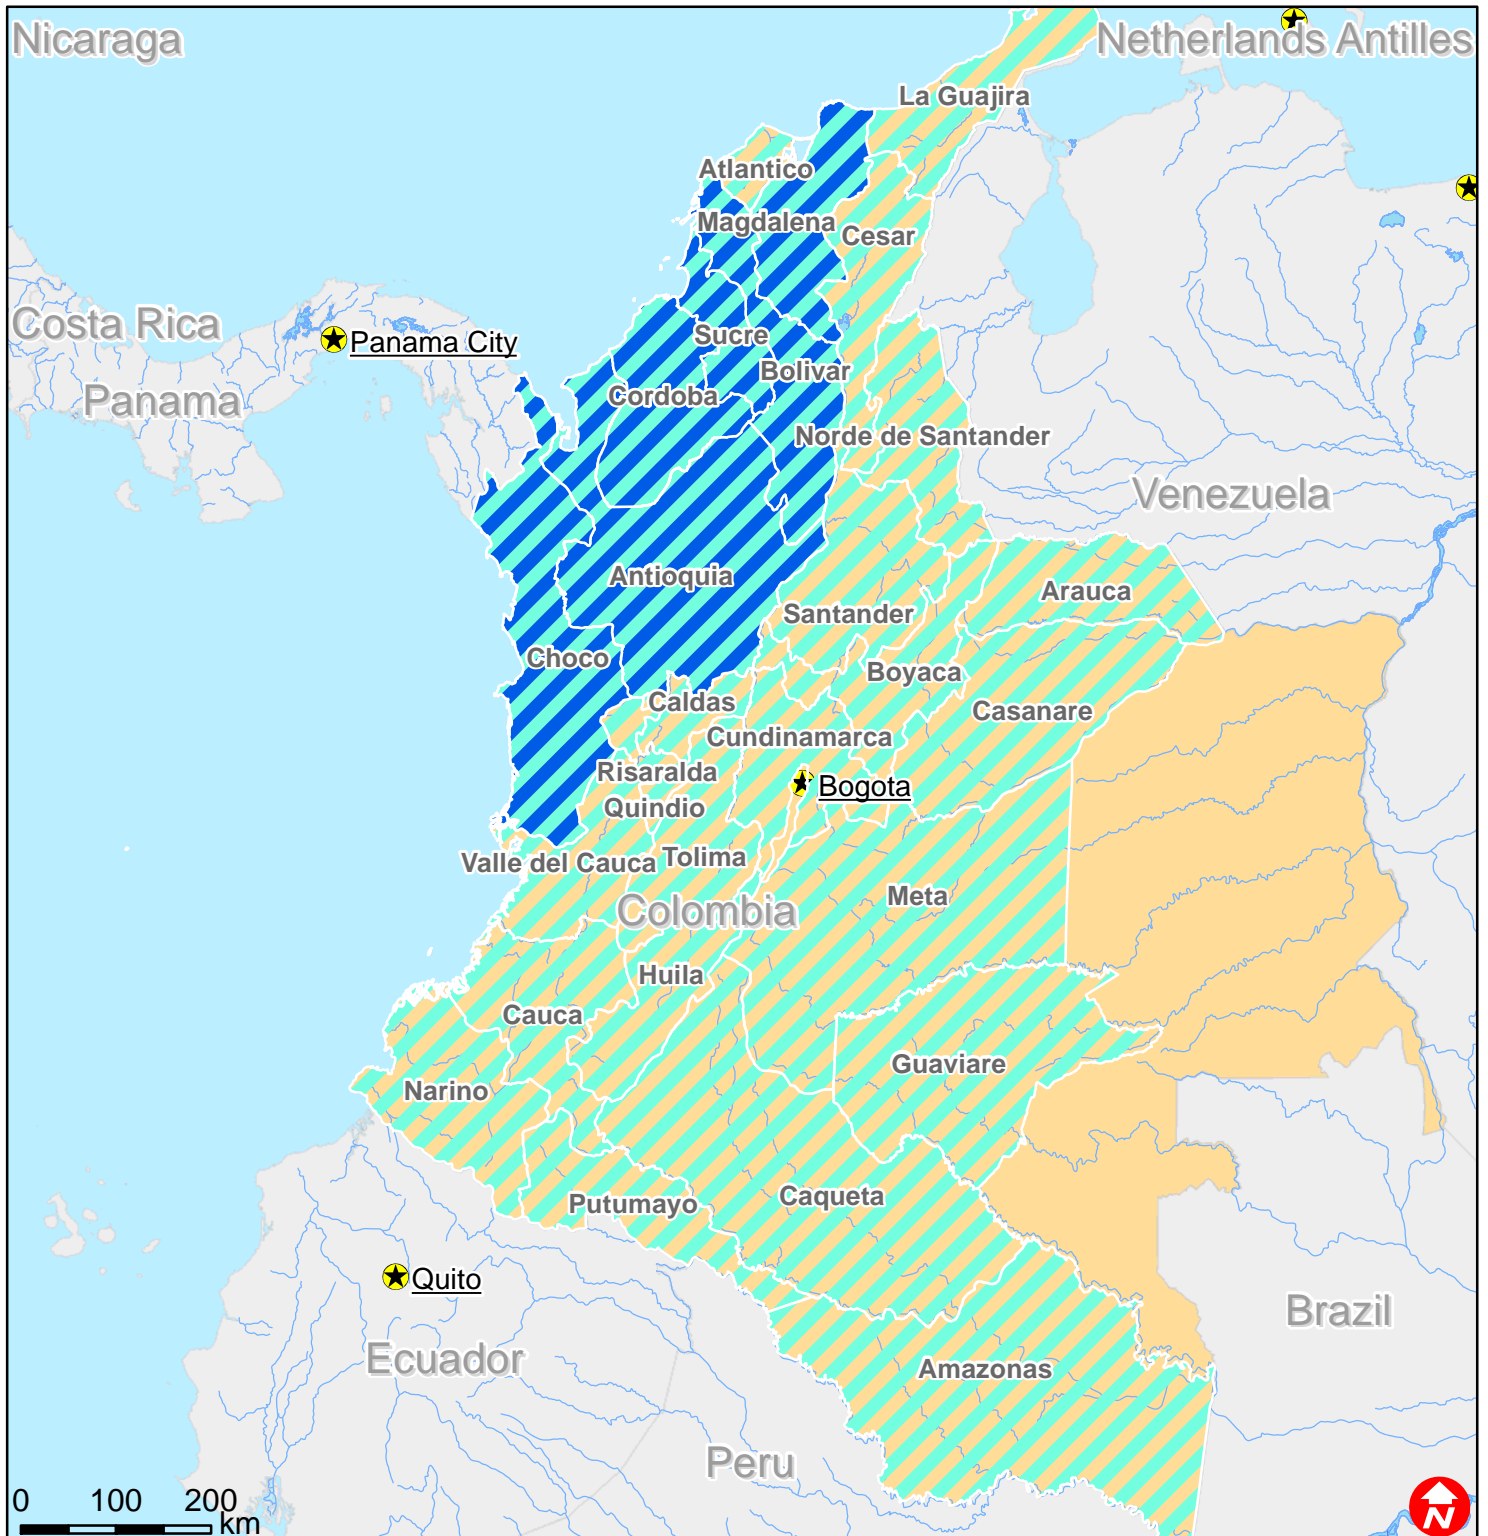 Nicaraga
Netherlands Antilles
La Guajira
Atlantico
Magdalena
Cesar
Costa Rica
Panama City
Sucre
Bolivar
Panama
Cordoba
Norde de Santander
Venezuela
Antioquia
Arauca
Santander
Choco
Boyaca
Caldas
Casanare
Cundinamarca
Risaralda
Bogota
Quindio
Valle del Cauca
Tolima
Meta
Colombia
Huila
Cauca
Guaviare
Narino
Caqueta
Putumayo
Quito
Brazil
Ecuador
Amazonas
Peru
0 100 200
km
N